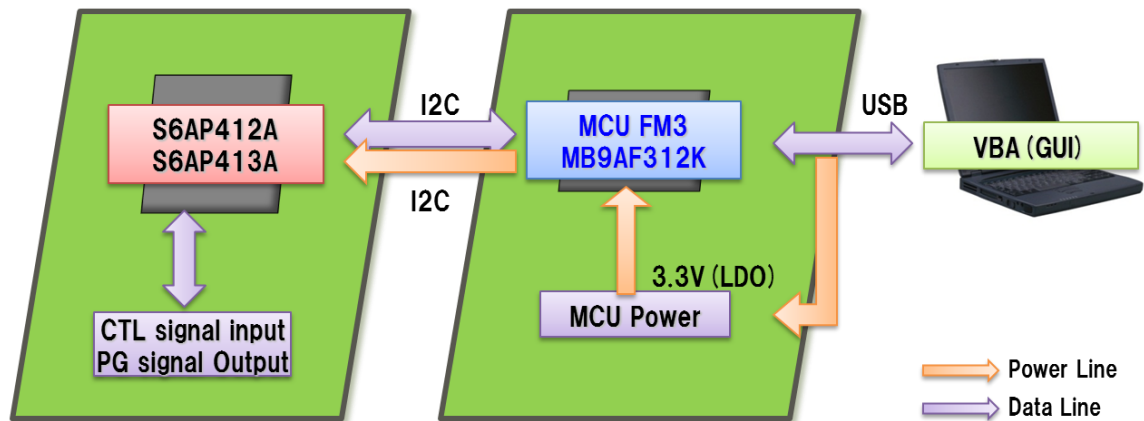 I2C
USB
S6AP412A
S6AP413A
MCU FM3
MB9AF312K
VBA (GUI)
I2C
3.3V (LDO)
MCU Power
CTL signal input
PG signal Output
Power Line
Data Line